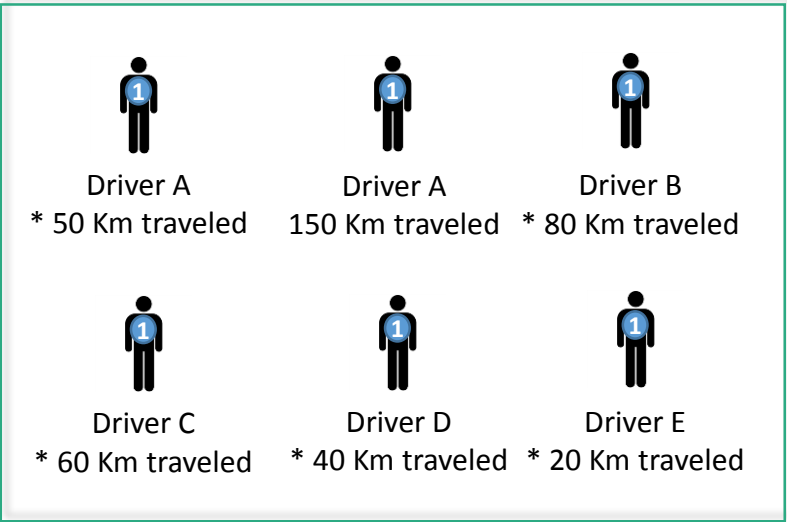 1
Driver A
* 50 Km traveled
1
Driver A
150 Km traveled
1
Driver B
* 80 Km traveled
1
Driver C
* 60 Km traveled
1
Driver D
* 40 Km traveled
1
Driver E
* 20 Km traveled